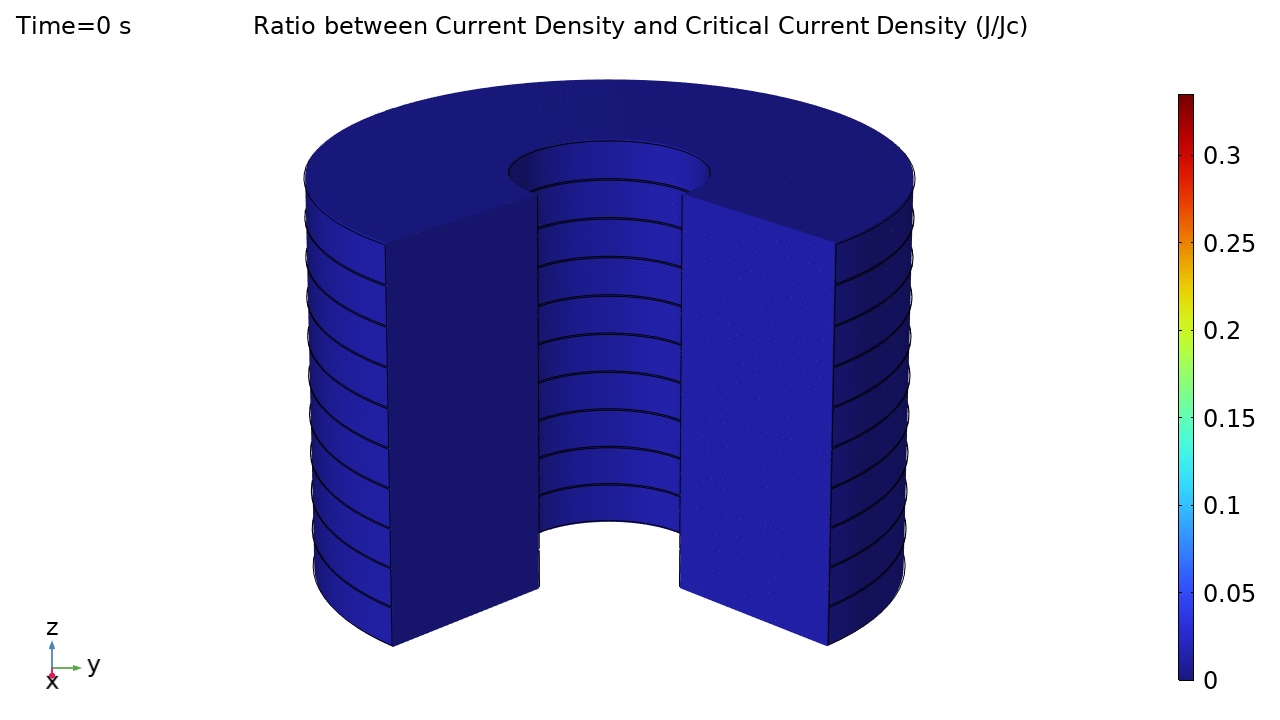 Time=0 s
Ratio between Current Density and Critical Current Density (J/Jc)
0.3
0.25
0.2
0.15
0.1
0.05
0
z
y
x